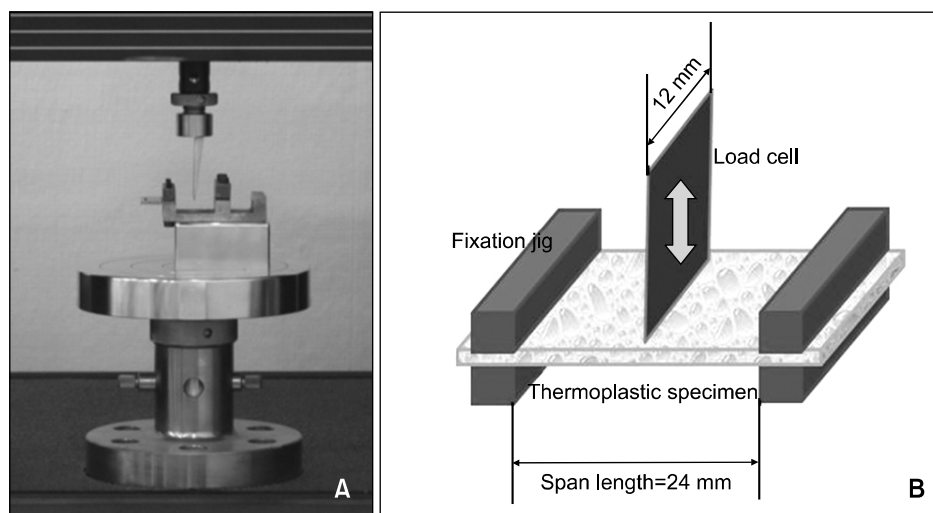 A
12 mm
Load cell
Fixation jig
Thermoplastic specimen
Span length=24 mm
B